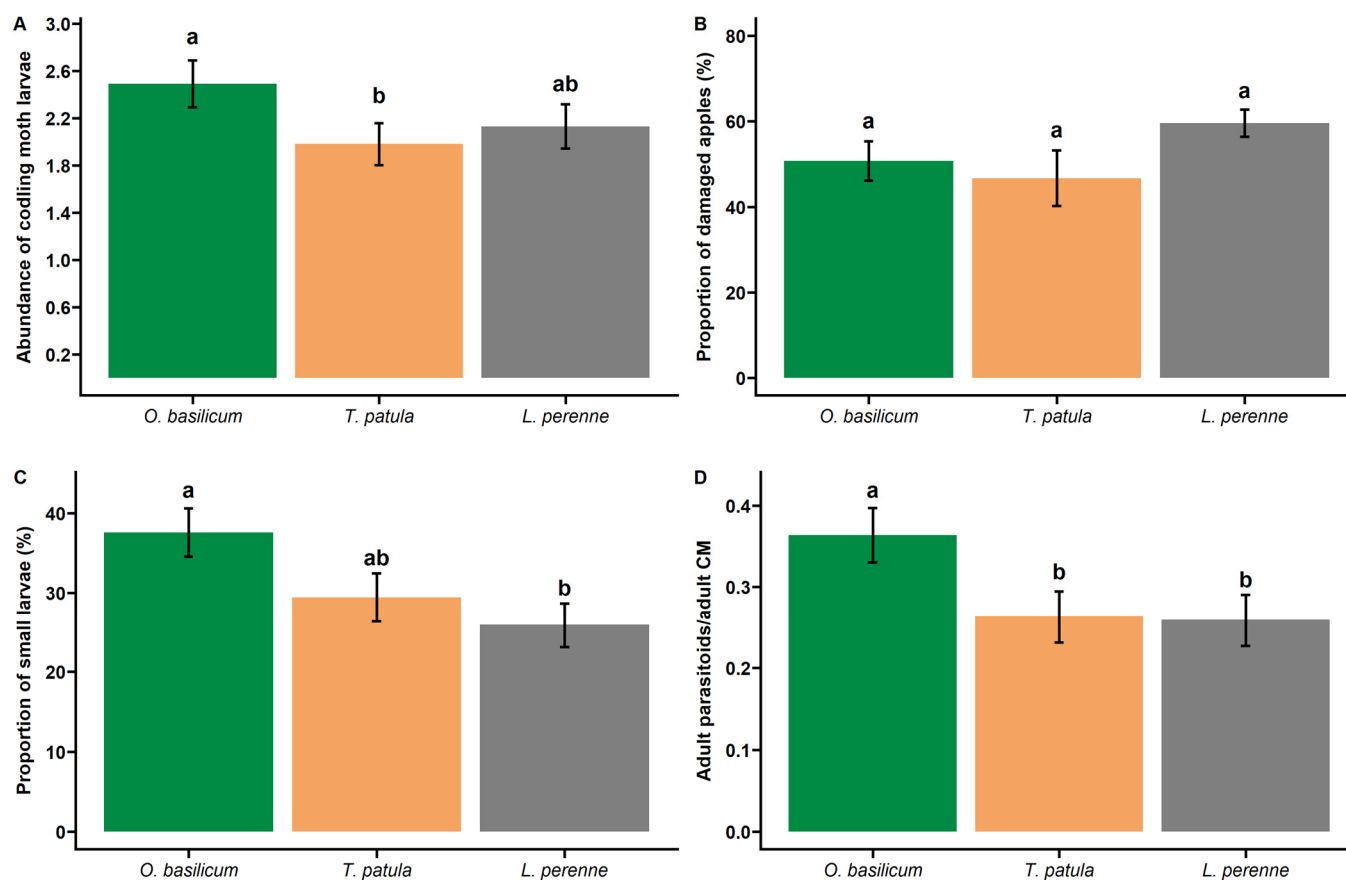 A
Abundance of codling moth larvae
3.0
2.6
2.2
1.8
1.4
1.0
0.6
0.2
a
b
ab
O. basilicum
T. patula
L. perenne
B
Proportion of damaged apples (%)
80
60
40
20
0
a
a
a
O. basilicum
T. patula
L. perenne
C
Proportion of small larvae (%)
40
30
20
10
0
a
ab
b
O. basilicum
T. patula
L. perenne
D
Adult parasitoids/adult CM
0.4
0.3
0.2
0.1
0.0
a
b
b
O. basilicum
T. patula
L. perenne